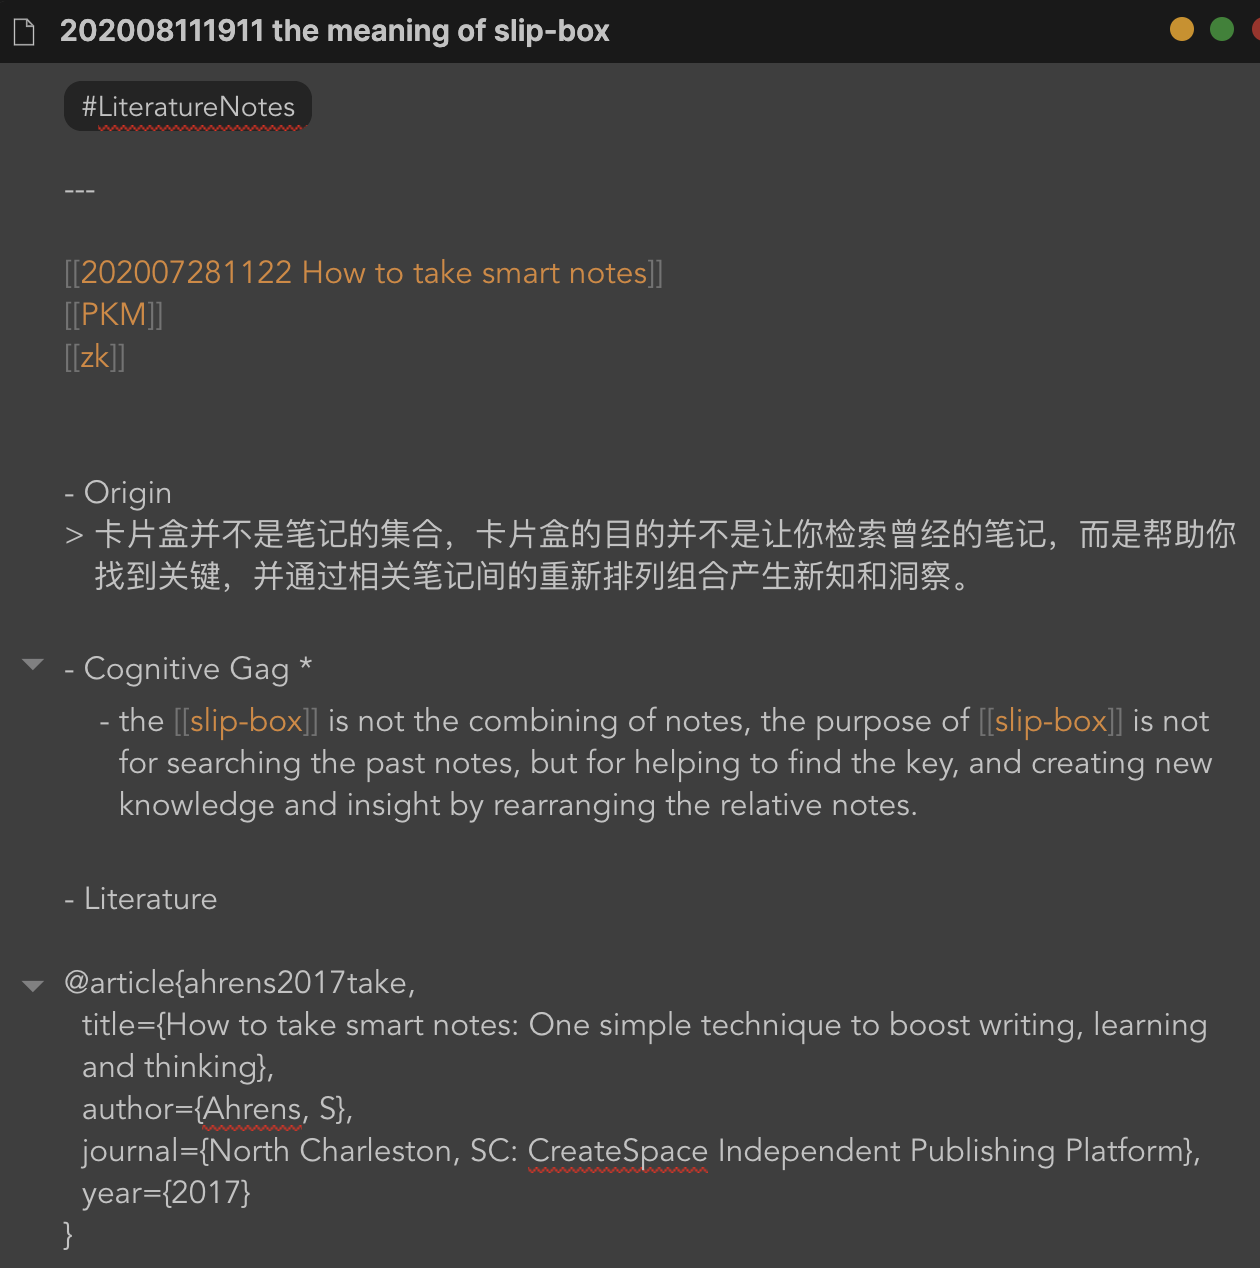 202008111911 the meaning of slip-box
#LiteratureNotes
---
[[202007281122 How to take smart notes]]
[[PKM]]
[[zk]]
- Origin
> 卡片盒并不是笔记的集合，卡片盒的目的并不是让你检索曾经的笔记，而是帮助你
找到关键，并通过相关笔记间的重新排列组合产生新知和洞察。
- Cognitive Gag *
- the [[slip-box]] is not the combining of notes, the purpose of [[slip-box]] is not
for searching the past notes, but for helping to find the key, and creating new
knowledge and insight by rearranging the relative notes.
- Literature
@article{ahrens2017take,
title={How to take smart notes: One simple technique to boost writing, learning
and thinking},
author={Ahrens, S},
journal={North Charleston, SC: CreateSpace Independent Publishing Platform},
year={2017}
}